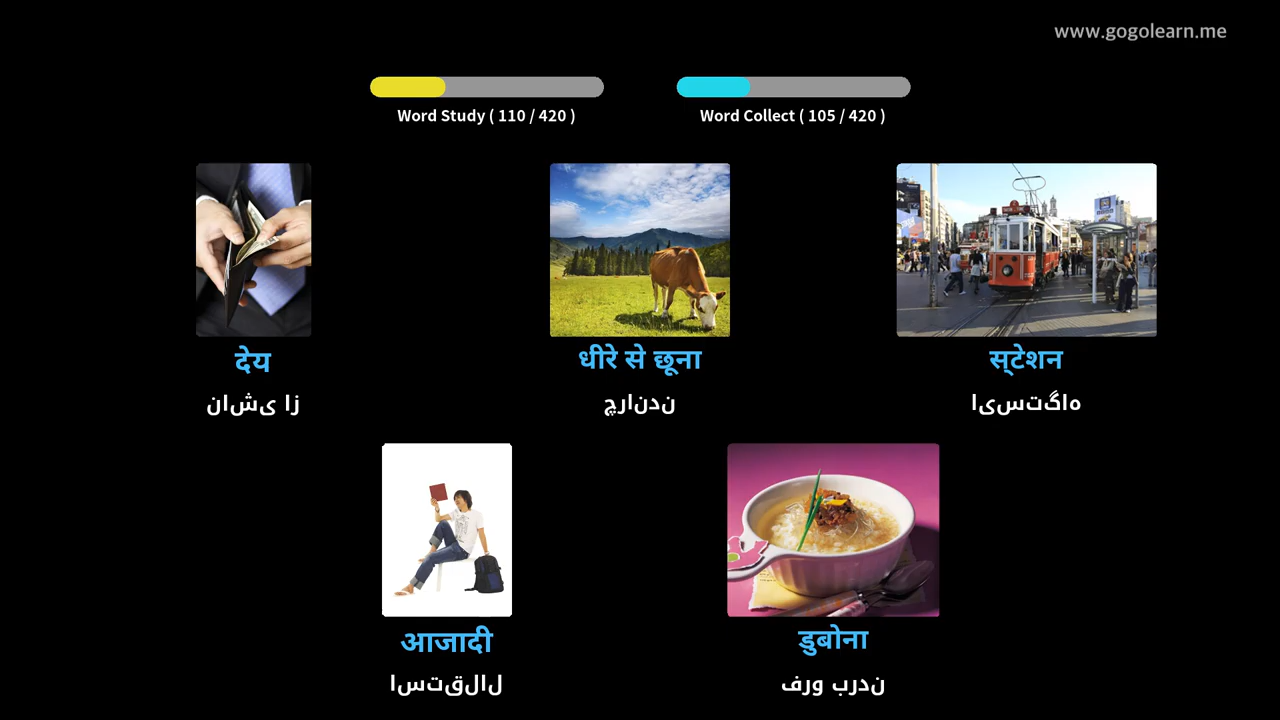 www.gogolearn.me
Word Study ( 110 / 420 )
Word Collect ( 105 / 420 )
देय
ناشی از
धीरे से छूना
چراندن
स्टेशन
ایستگاه
आजादी
استقلال
डुबोना
فرو بردن